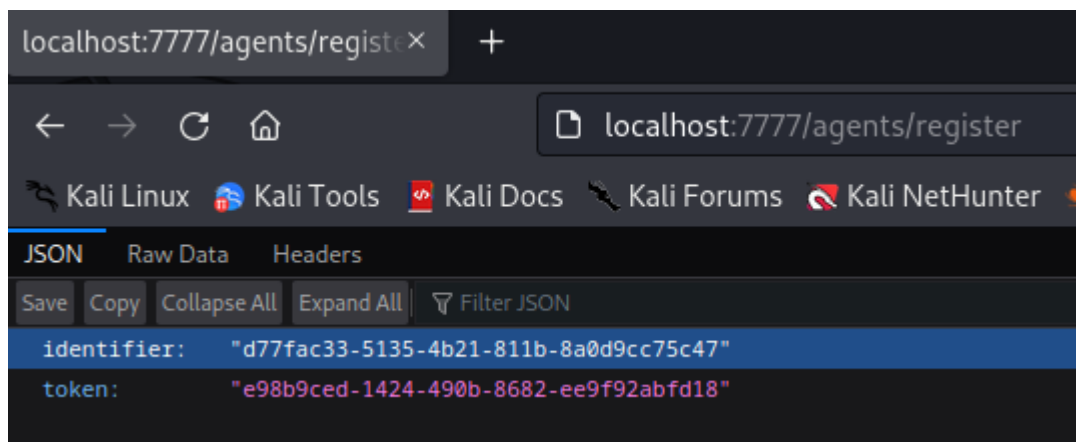 localhost:7777/agents/registe
localhost:7777/agents/register
Kali Linux Kali Tools Kali Docs Kali Forums Kali NetHunter
JSON Raw Data Headers
Save Copy Collapse All Expand All Filter JSON
identifier: "d77fac33-5135-4b21-811b-8a0d9cc75c47"
token: "e98b9ced-1424-490b-8682-ee9f92abfd18"